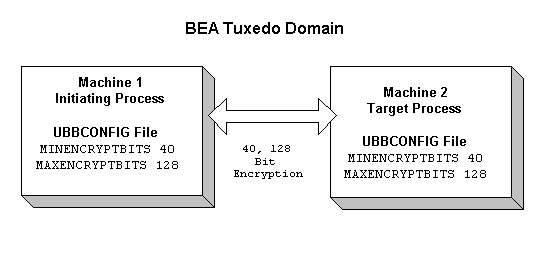 BEA Tuxedo Domain
Machine 1
Initiating Process
UBBCONFIG File
MINENCRYPTBITS 40
MAXENCRYPTBITS 128
40, 128
Bit
Encryption
Machine 2
Target Process
UBBCONFIG File
MINENCRYPTBITS 40
MAXENCRYPTBITS 128